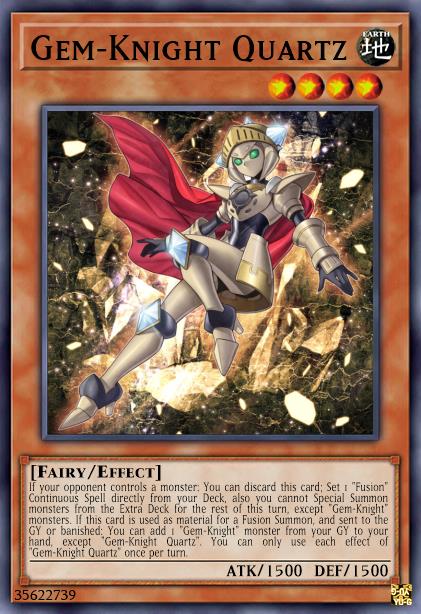 GEM-KNIGHT QUARTZ
EARTH
地
[FAIRY/EFFECT]
If your opponent controls a monster: You can discard this card; Set 1 "Fusion"
Continuous Spell directly from your Deck, also you cannot Special Summon
monsters from the Extra Deck for the rest of this turn, except "Gem-Knight"
monsters. If this card is used as material for a Fusion Summon, and sent to the
GY or banished: You can add 1 "Gem-Knight" monster from your GY to your
hand, except "Gem-Knight Quartz". You can only use each effect of
"Gem-Knight Quartz" once per turn.
ATK/1500 DEF/1500
35622739